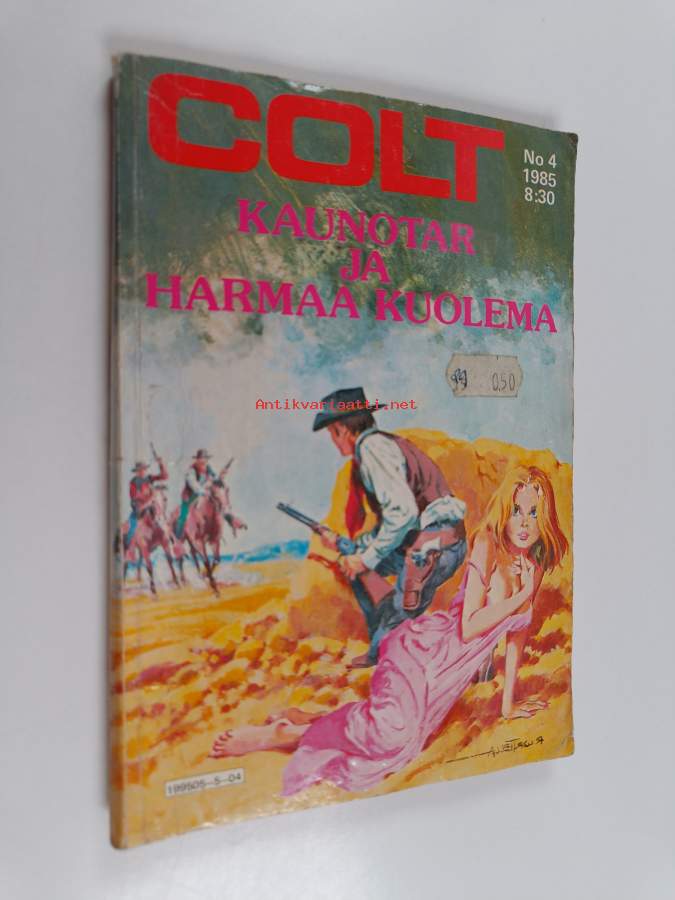 COLT
No 4
1985
8:30
KAUNOTAR
JA
HARMAA KUOLEMA
0.50
Antikvariaatti.net
199505-5-04